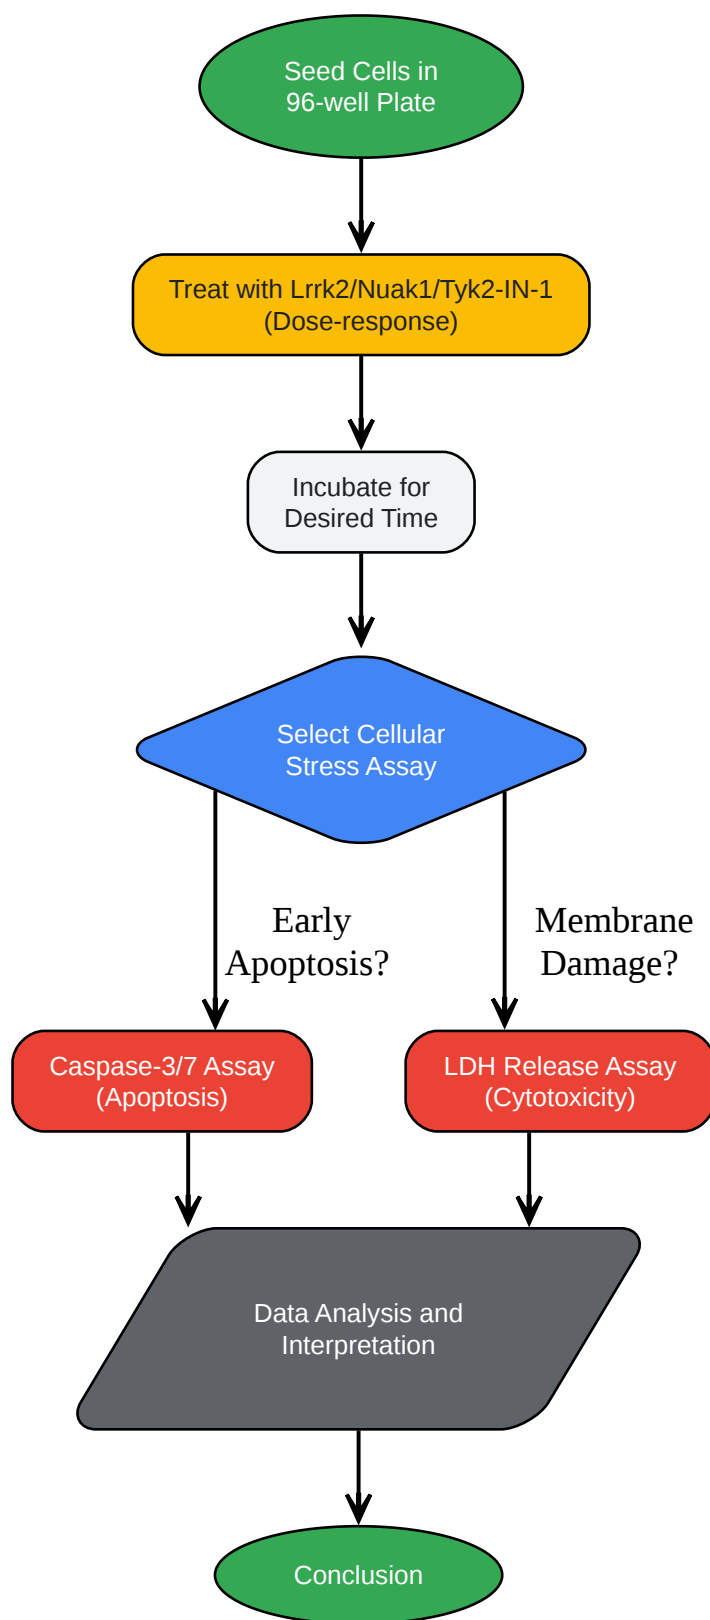 Seed Cells in
96-well Plate
Treat with Lrrk2/Nuak1/Tyk2-IN-1
(Dose-response)
Incubate for
Desired Time
Select Cellular
Stress Assay
Early
Apoptosis?
Membrane
Damage?
Caspase-3/7 Assay
(Apoptosis)
LDH Release Assay
(Cytotoxicity)
Data Analysis and
Interpretation
Conclusion